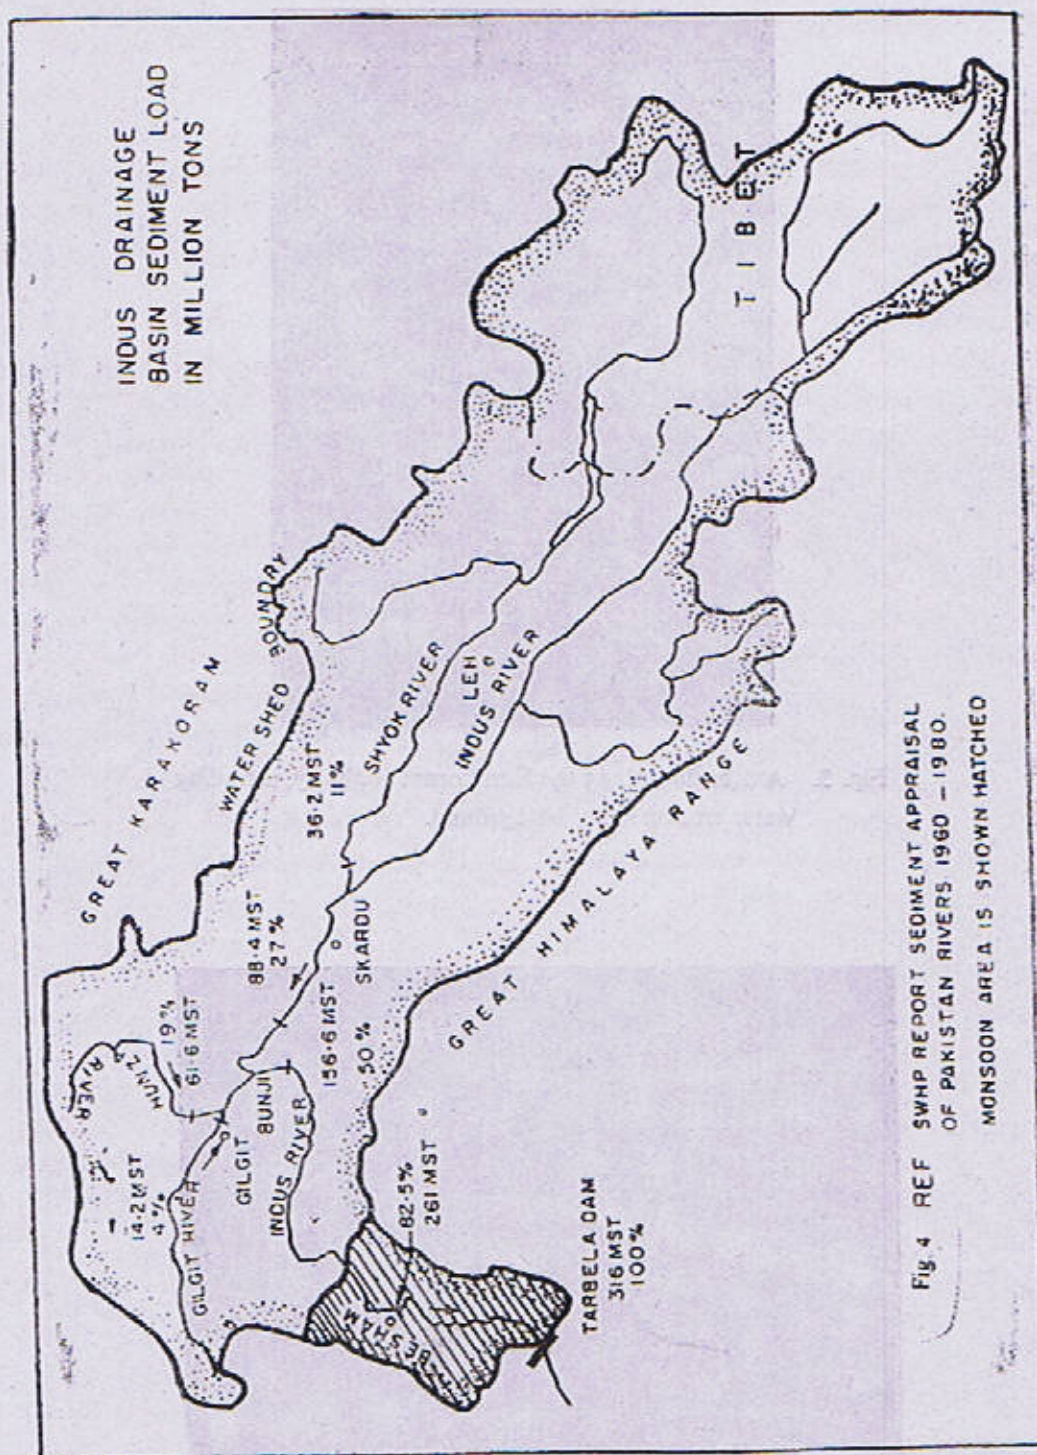 INDUS DRAINAGE
BASIN SEDIMENT LOAD
IN MILLION TONS
GREAT KARAKORAM
WATER SHED BOUNDRY
HUNZA
RIVER
19%
61.6 MST
14.2 MST
4%
GILGIT RIVER
GILGIT
BUNJI
INDUS RIVER
88.4 MST
27%
36.2 MST
11%
SHYOK RIVER
LEH
INDUS RIVER
SKARDU
156.6 MST
50%
TIBET
GREAT HIMALAYA RANGE
BESHAM
82.5%
261 MST
TARBELA DAM
316 MST
100%
Fig. 4 REF SWHP REPORT SEDIMENT APPRAISAL
OF PAKISTAN RIVERS 1960 - 1980.
MONSOON AREA IS SHOWN HATCHED